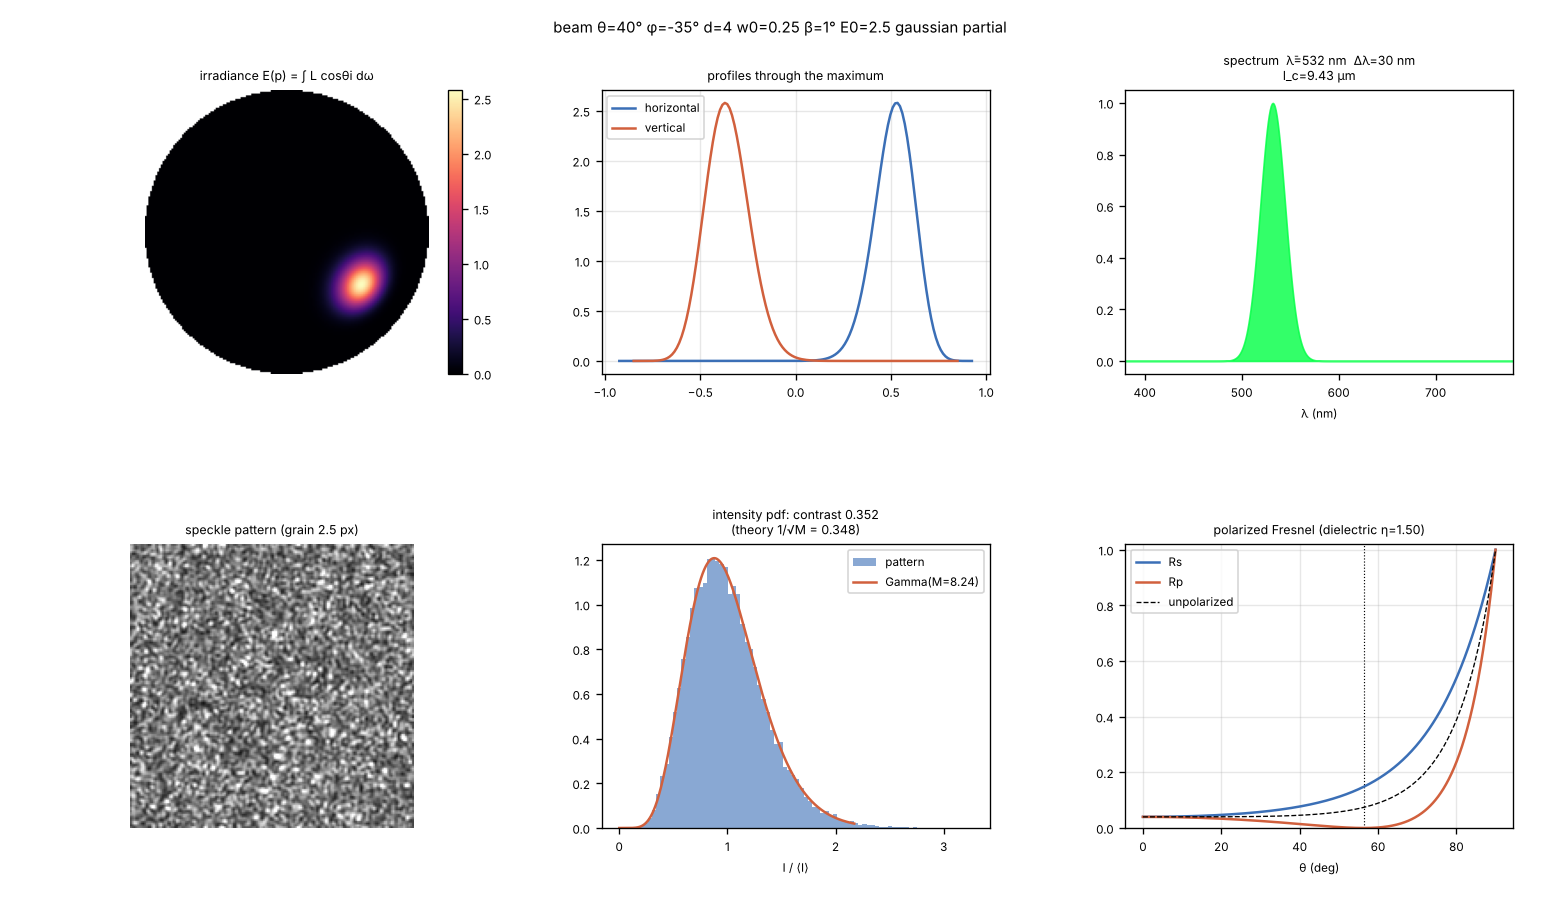 beam θ=40° φ=-35° d=4 w0=0.25 β=1° E0=2.5 gaussian partial
irradiance E(p) = ∫ L cosθi dω
2.5
2.0
1.5
1.0
0.5
0.0
profiles through the maximum
horizontal
vertical
2.5
2.0
1.5
1.0
0.5
0.0
−1.0 −0.5 0.0 0.5 1.0
spectrum λ̄=532 nm Δλ=30 nm
l_c=9.43 μm
1.0
0.8
0.6
0.4
0.2
0.0
400 500 600 700
λ (nm)
speckle pattern (grain 2.5 px)
intensity pdf: contrast 0.352
(theory 1/√M = 0.348)
pattern
Gamma(M=8.24)
1.2
1.0
0.8
0.6
0.4
0.2
0.0
0 1 2 3
I / ⟨I⟩
polarized Fresnel (dielectric η=1.50)
Rs
Rp
unpolarized
1.0
0.8
0.6
0.4
0.2
0.0
0 20 40 60 80
θ (deg)